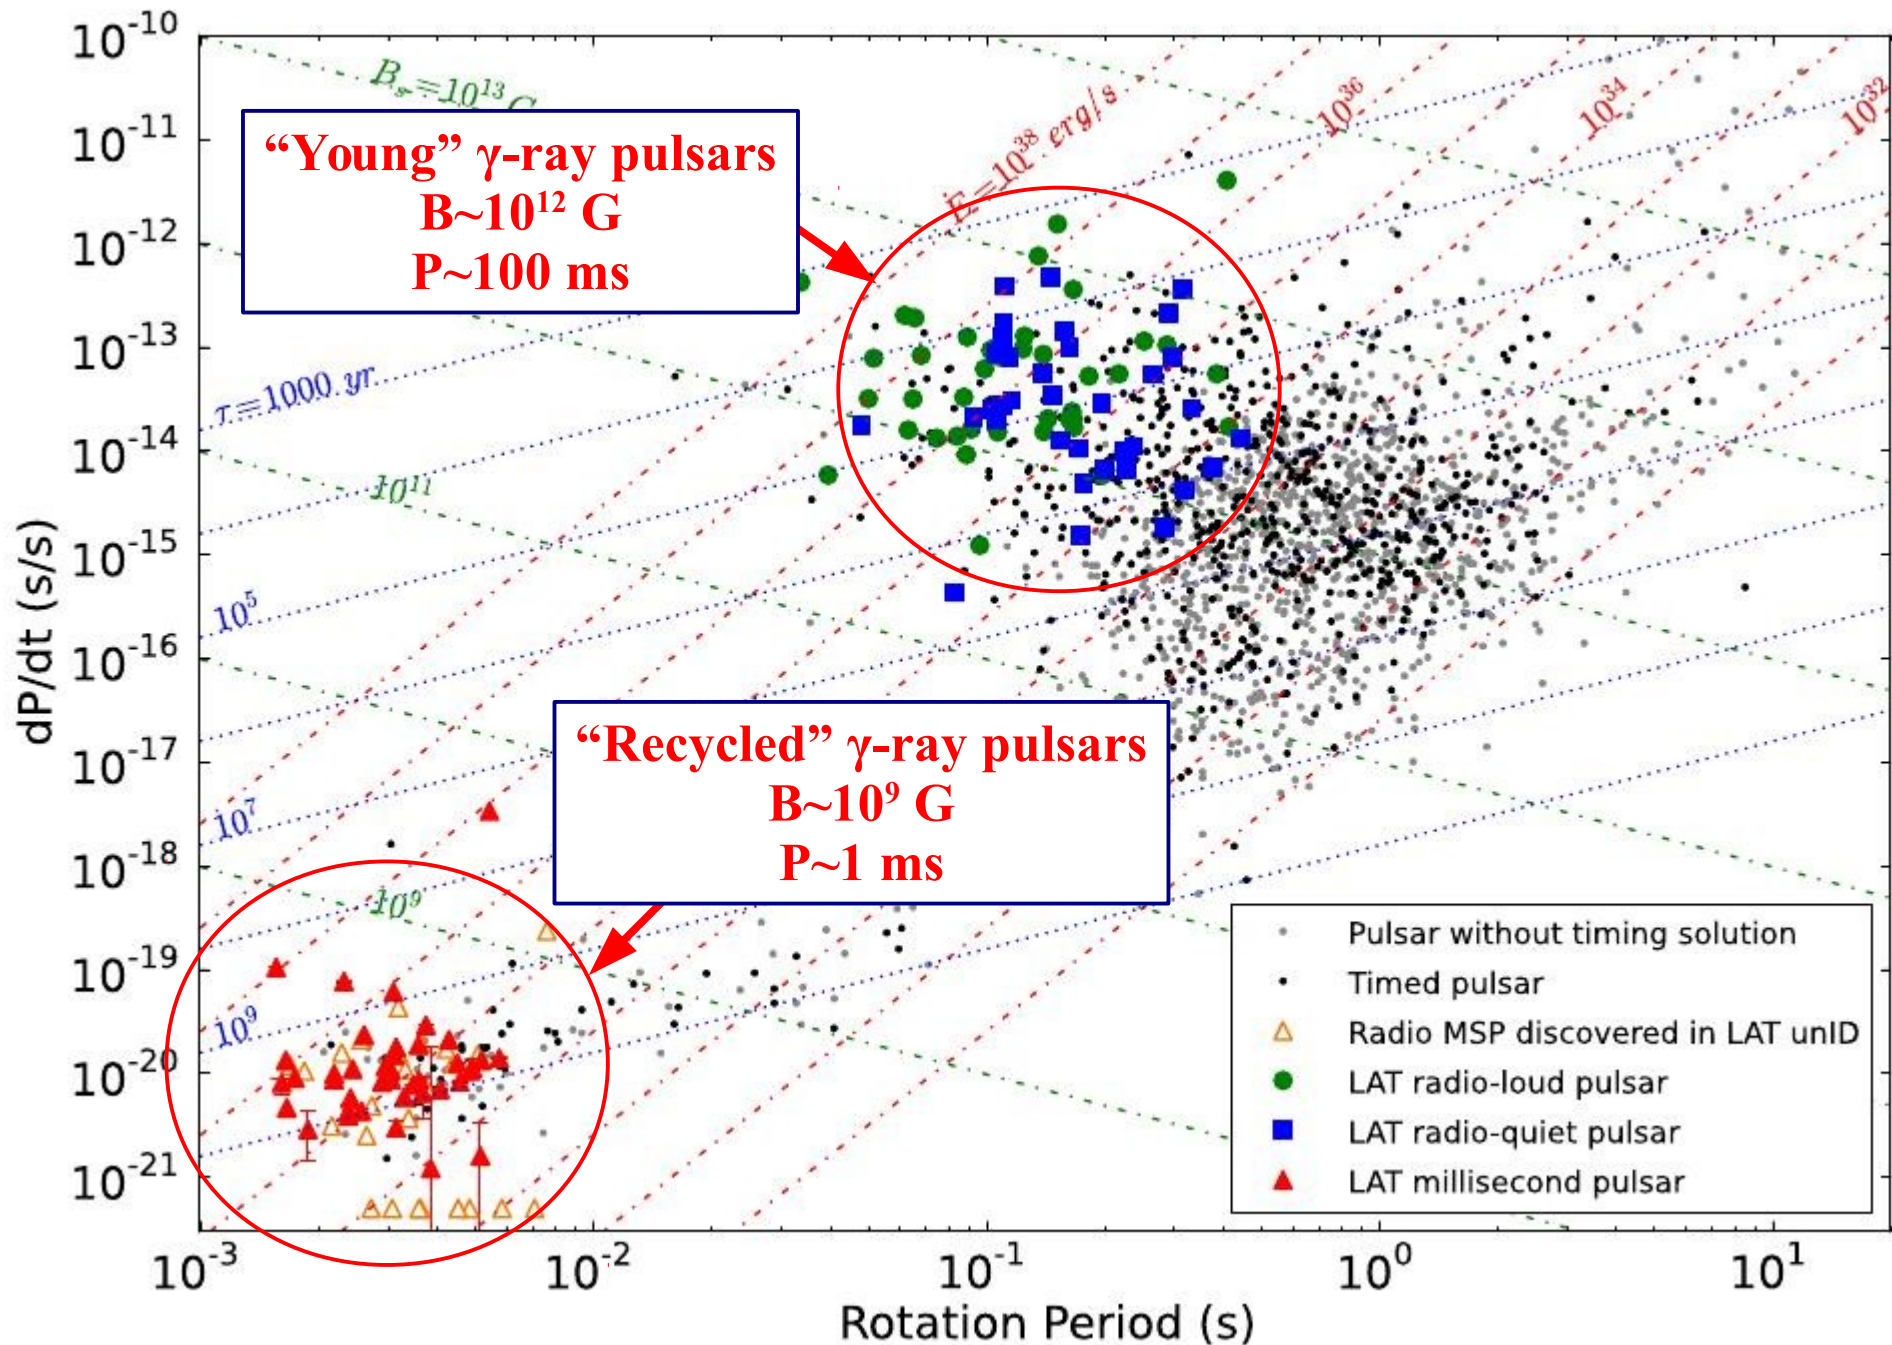 10⁻¹⁰
10⁻¹¹
10⁻¹²
10⁻¹³
10⁻¹⁴
10⁻¹⁵
10⁻¹⁶
10⁻¹⁷
10⁻¹⁸
10⁻¹⁹
10⁻²⁰
10⁻²¹
dP/dt (s/s)
Bₛ=10¹³ G
“Young” γ-ray pulsars
B~10¹² G
P~100 ms
Ė=10³⁸ erg/s
10³⁶
10³⁴
10³²
τ=1000 yr
10¹¹
10⁵
10⁷
10⁹
10⁹
“Recycled” γ-ray pulsars
B~10⁹ G
P~1 ms
Pulsar without timing solution
Timed pulsar
Radio MSP discovered in LAT unID
LAT radio-loud pulsar
LAT radio-quiet pulsar
LAT millisecond pulsar
10⁻³
10⁻²
10⁻¹
10⁰
10¹
Rotation Period (s)